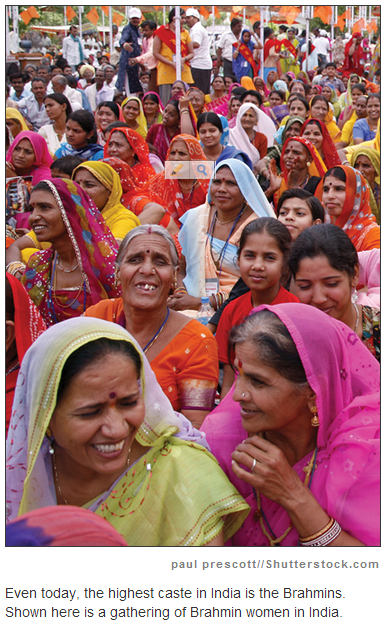 paul prescott//Shutterstock.com
Even today, the highest caste in India is the Brahmins.
Shown here is a gathering of Brahmin women in India.